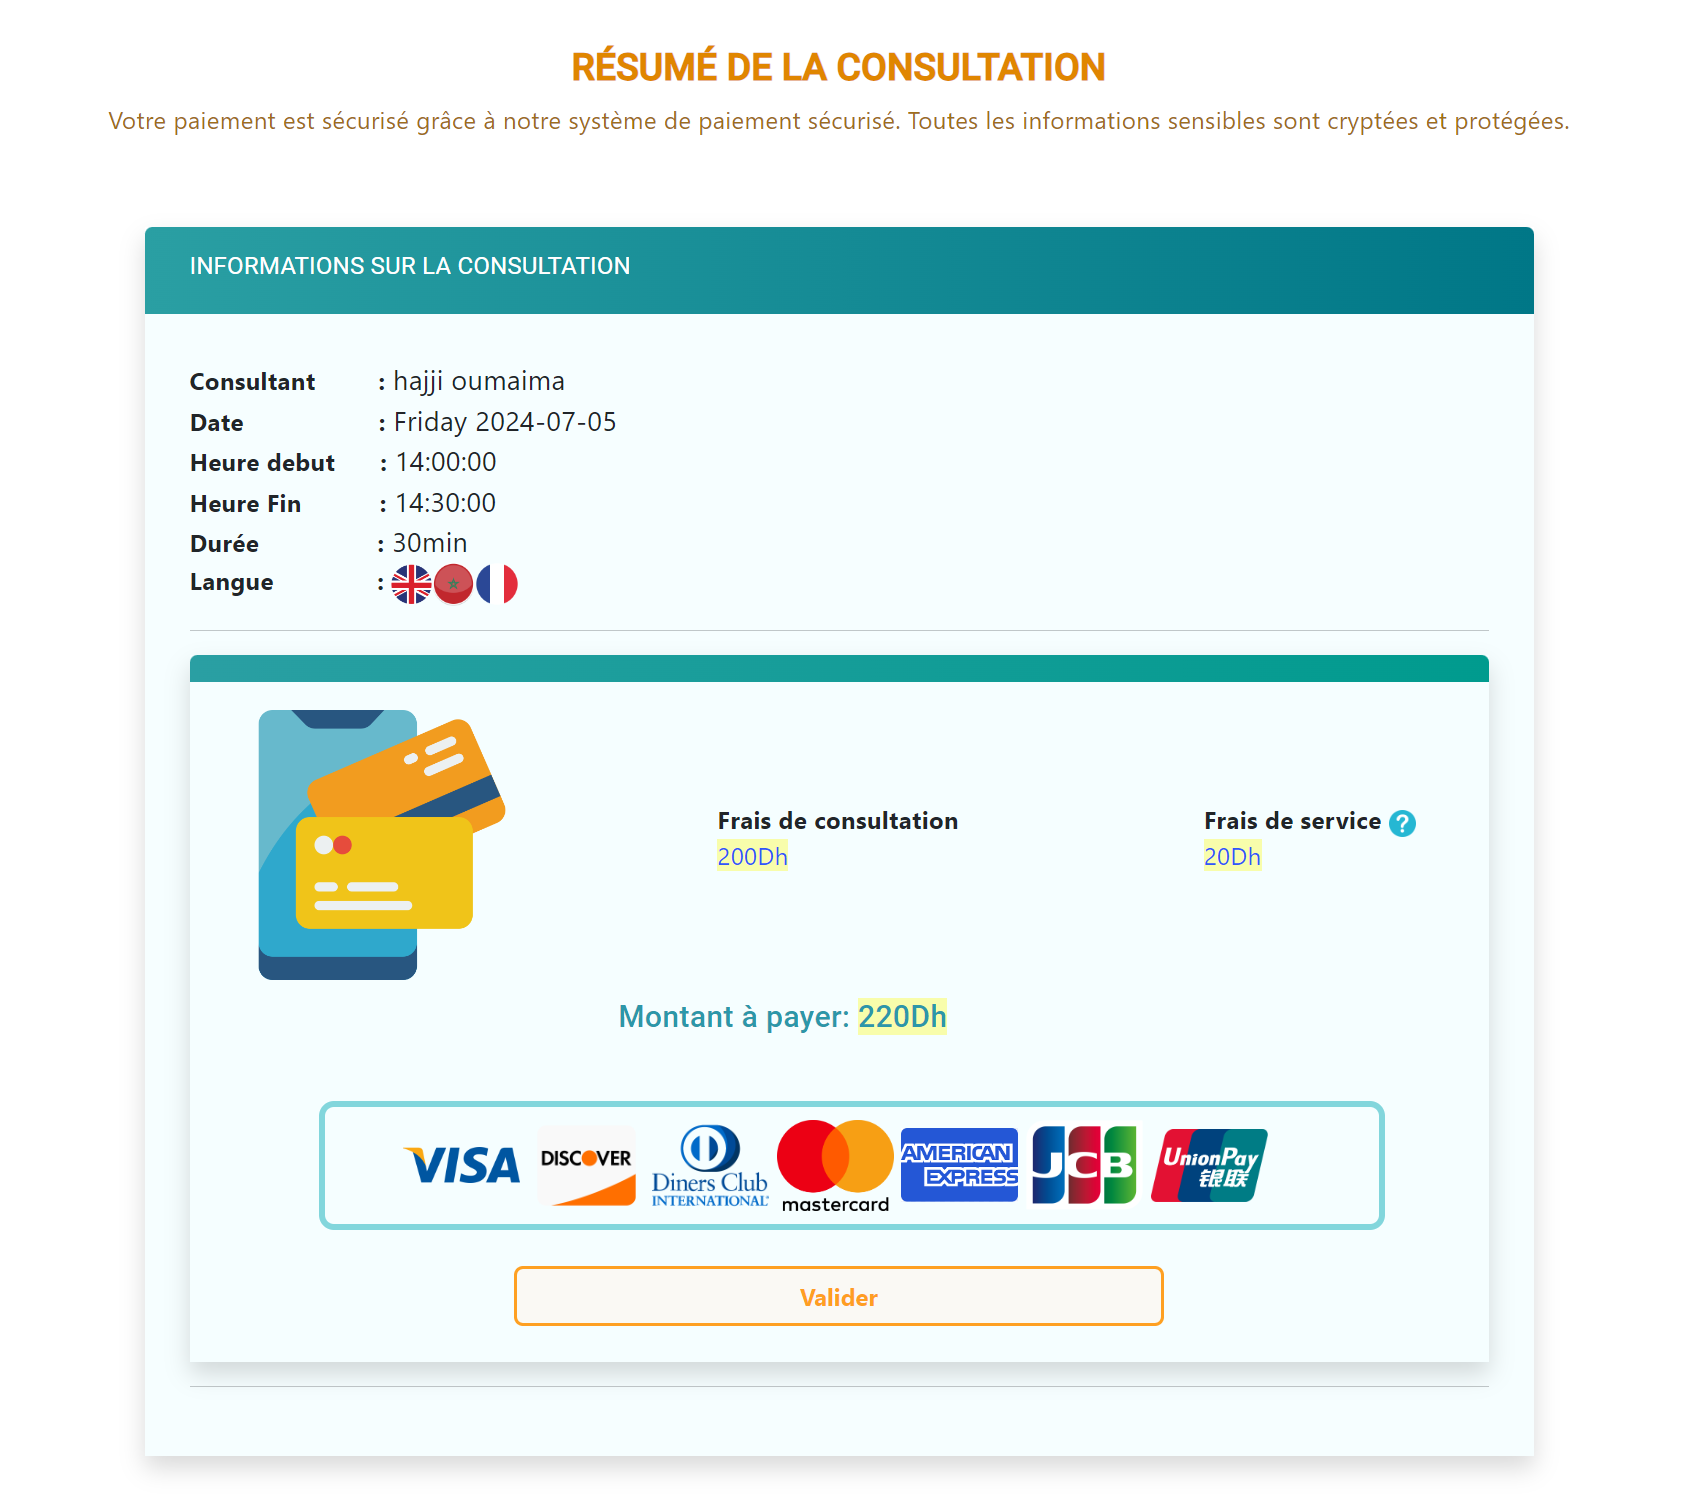 RÉSUMÉ DE LA CONSULTATION
Votre paiement est sécurisé grâce à notre système de paiement sécurisé. Toutes les informations sensibles sont cryptées et protégées.
INFORMATIONS SUR LA CONSULTATION
Consultant : hajji oumaima
Date : Friday 2024-07-05
Heure debut : 14:00:00
Heure Fin : 14:30:00
Durée : 30min
Langue :
Frais de consultation Frais de service ?
200Dh 20Dh
Montant à payer: 220Dh
VISA
DISCOVER
Diners Club
INTERNATIONAL®
mastercard
AMERICAN
EXPRESS
JCB
UnionPay
银联
Valider